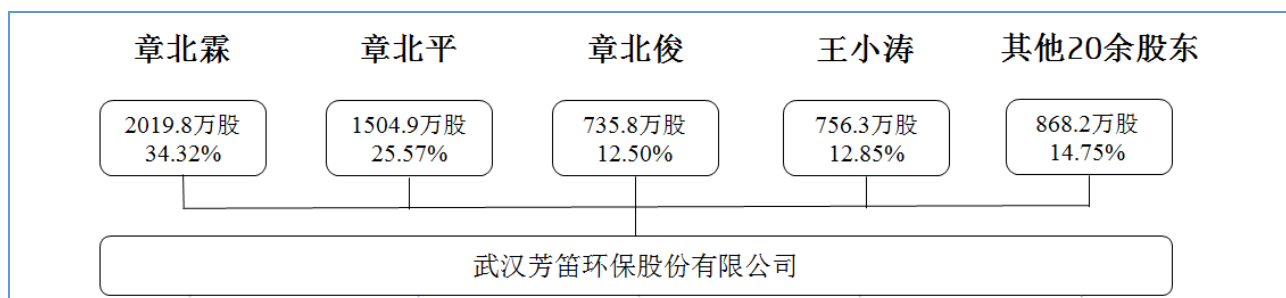 章北霖 章北平 章北俊 王小涛 其他20余股东
2019.8万股 1504.9万股 735.8万股 756.3万股 868.2万股
34.32% 25.57% 12.50% 12.85% 14.75%
武汉芳笛环保股份有限公司